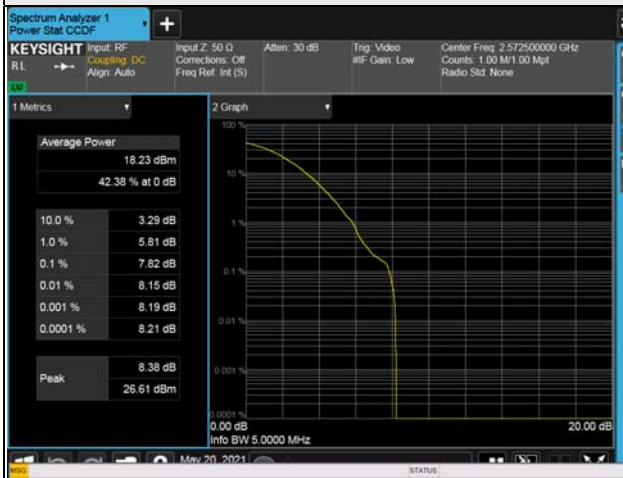 Spectrum Analyzer 1
Power Stat CCDF
+
KEYSIGHT
RL
Input: RF
Coupling: DC
Align: Auto
Input Z: 50 Ω
Corrections: Off
Freq Ref: Int (S)
Atten: 30 dB
Trig: Video
#IF Gain: Low
Center Freq: 2.572500000 GHz
Counts: 1.00 M/1.00 Mpt
Radio Std: None
1 Metrics
Average Power
18.23 dBm
42.38 % at 0 dB
10.0 % 3.29 dB
1.0 % 5.81 dB
0.1 % 7.82 dB
0.01 % 8.15 dB
0.001 % 8.19 dB
0.0001 % 8.21 dB
Peak
8.38 dB
26.61 dBm
2 Graph
100 %
10 %
1 %
0.1 %
0.01 %
0.001 %
0.0001 %
0.00 dB 20.00 dB
Info BW 5.0000 MHz
May 20, 2021
MSG STATUS